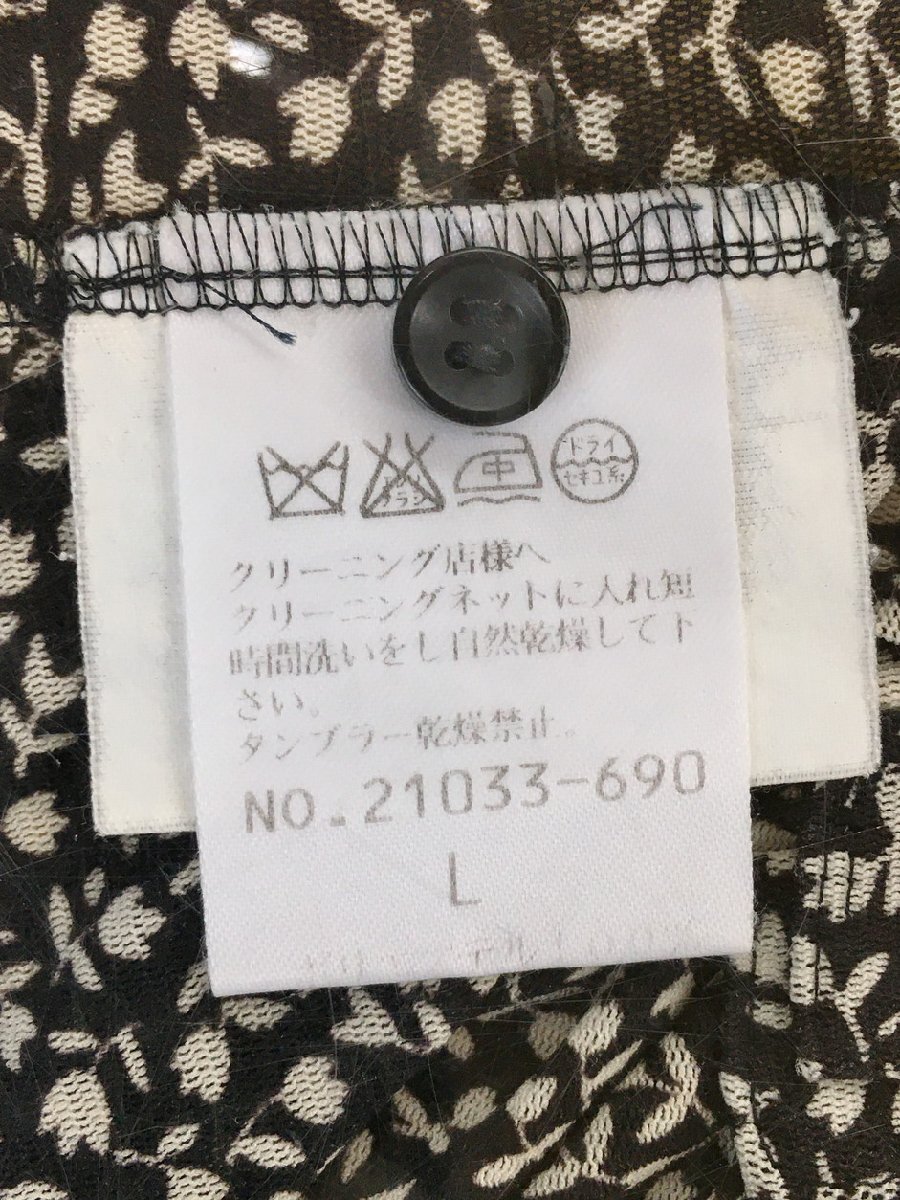 中
ドライ
セキユ系
クリーニング店様へ
クリーニングネットに入れ短
時間洗いをし自然乾燥して下
さい。
タンブラー乾燥禁止。
NO.21033-690
L